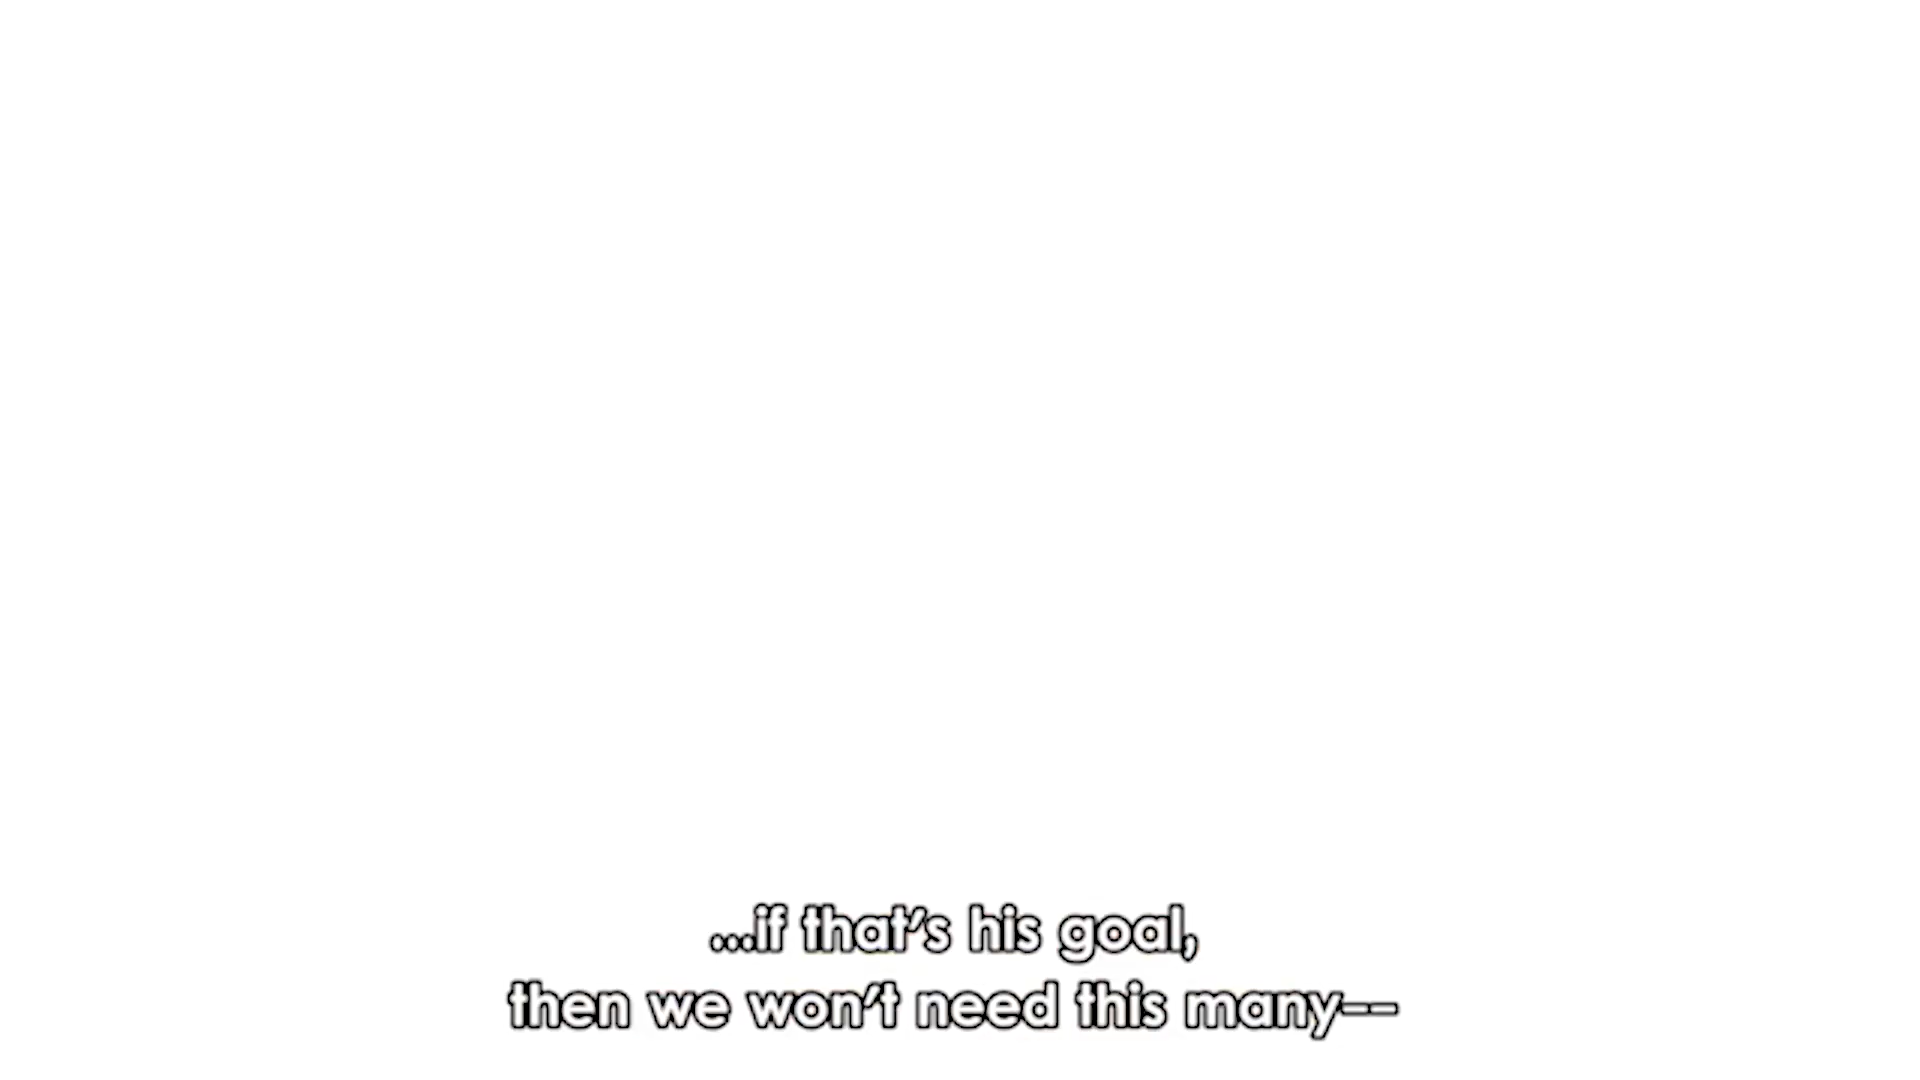 ...if that's his goal,
then we won't need this many--